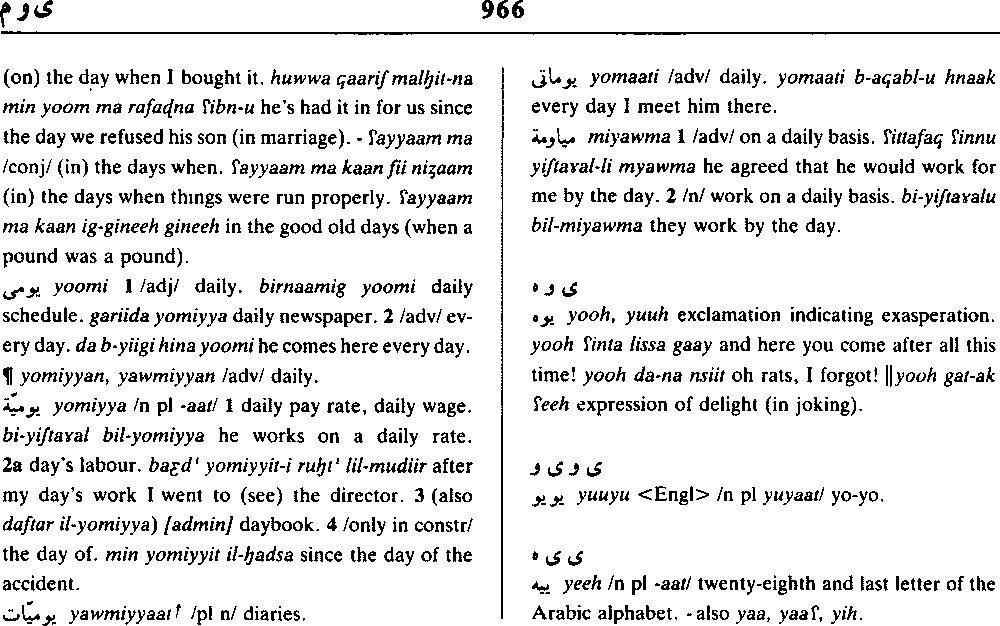 ى و م
966
(on) the day when I bought it. huwwa ɛaarif malḥit-na
min yoom ma rafaḍna ʕibn-u he's had it in for us since
the day we refused his son (in marriage). - ʕayyaam ma
/conj/ (in) the days when. ʕayyaam ma kaan fii niẓaam
(in) the days when things were run properly. ʕayyaam
ma kaan ig-gineeh gineeh in the good old days (when a
pound was a pound).
يومى yoomi 1 /adj/ daily. birnaamig yoomi daily
schedule. gariida yomiyya daily newspaper. 2 /adv/ ev-
ery day. da b-yiigi hina yoomi he comes here every day.
¶ yomiyyan, yawmiyyan /adv/ daily.
يوميّة yomiyya /n pl -aat/ 1 daily pay rate, daily wage.
bi-yiʃtaɣal bil-yomiyya he works on a daily rate.
2a day's labour. baɛd¹ yomiyyit-i ruḥt¹ lil-mudiir after
my day's work I went to (see) the director. 3 (also
daftar il-yomiyya) [admin] daybook. 4 /only in constr/
the day of. min yomiyyit il-ḥadsa since the day of the
accident.
يوميّات yawmiyyaat↑ /pl n/ diaries.
يوماتى yomaati /adv/ daily. yomaati b-aɛabl-u hnaak
every day I meet him there.
مياومة miyawma 1 /adv/ on a daily basis. ʕittafaɛ ʕinnu
yiʃtaɣal-li myawma he agreed that he would work for
me by the day. 2 /n/ work on a daily basis. bi-yiʃtaɣalu
bil-miyawma they work by the day.
ى و ه
يوه yooh, yuuh exclamation indicating exasperation.
yooh ʕinta lissa gaay and here you come after all this
time! yooh da-na nsiit oh rats, I forgot! ‖yooh gat-ak
ʕeeh expression of delight (in joking).
ى و ى و
يويو yuuyu <Engl> /n pl yuyaat/ yo-yo.
ى ى ه
ييه yeeh /n pl -aat/ twenty-eighth and last letter of the
Arabic alphabet. - also yaa, yaaʕ, yih.